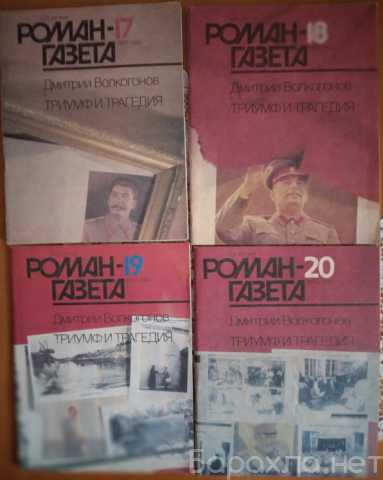 РОМАН-17
ГАЗЕТА
Дмитрий Волкогонов
ТРИУМФ И ТРАГЕДИЯ
РОМАН-18
ГАЗЕТА
Дмитрий Волкогонов
ТРИУМФ И ТРАГЕДИЯ
РОМАН-19
ГАЗЕТА
Дмитрий Волкогонов
ТРИУМФ И ТРАГЕДИЯ
РОМАН-20
ГАЗЕТА
Дмитрий Волкогонов
ТРИУМФ И ТРАГЕДИЯ
Барохла.нет